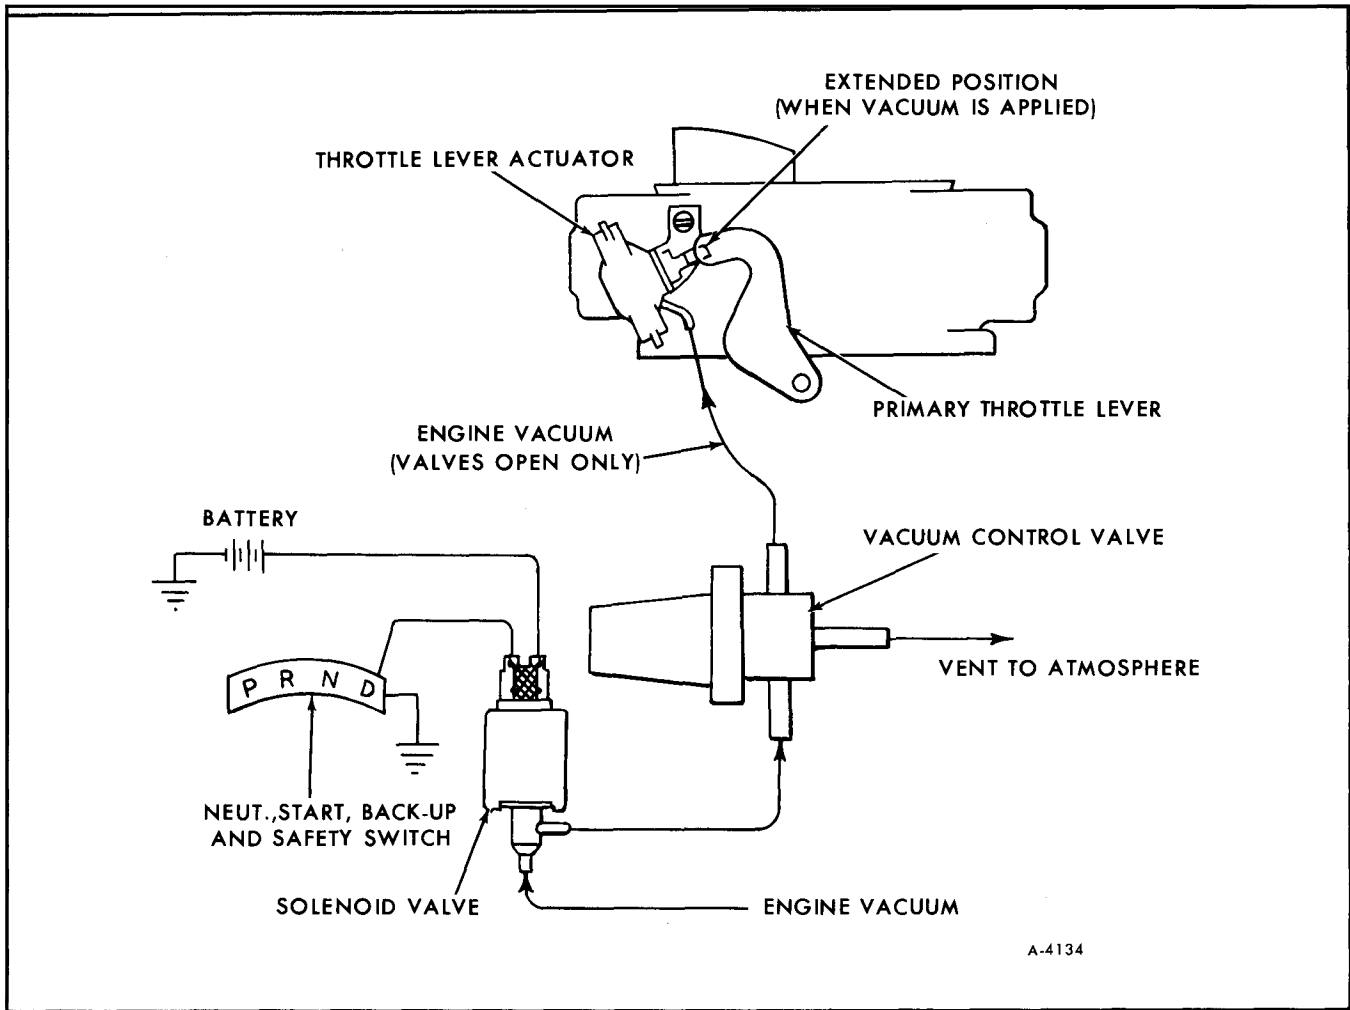 EXTENDED POSITION
(WHEN VACUUM IS APPLIED)
THROTTLE LEVER ACTUATOR
PRIMARY THROTTLE LEVER
ENGINE VACUUM
(VALVES OPEN ONLY)
BATTERY
VACUUM CONTROL VALVE
VENT TO ATMOSPHERE
P R N D
NEUT., START, BACK-UP
AND SAFETY SWITCH
SOLENOID VALVE
ENGINE VACUUM
A-4134